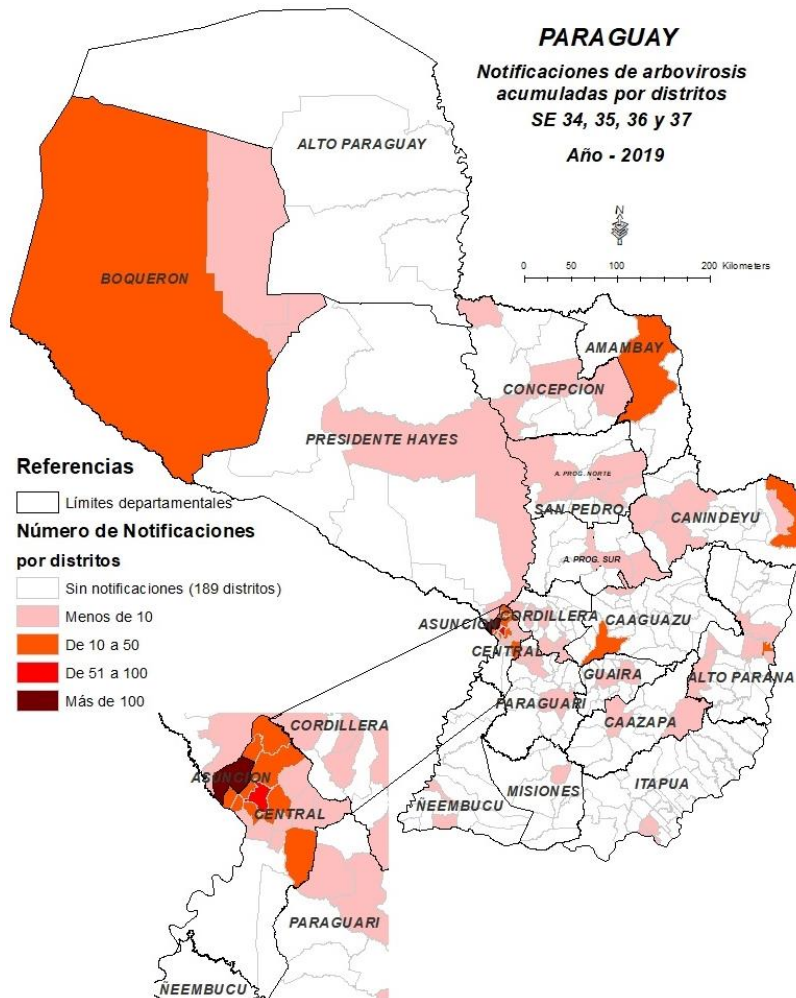 PARAGUAY
Notificaciones de arbovirosis
acumuladas por distritos
SE 34, 35, 36 y 37
Año - 2019
N
0 50 100 200 Kilometers
ALTO PARAGUAY
BOQUERON
AMAMBAY
CONCEPCION
PRESIDENTE HAYES
A. PROG. NORTE
SAN PEDRO
CANINDEYU
A. PROG. SUR
ASUNCION
CORDILLERA
CAAGUAZU
CENTRAL
GUAIRA
ALTO PARANA
PARAGUARI
CAAZAPA
ITAPUA
MISIONES
ÑEEMBUCU
Referencias
Límites departamentales
Número de Notificaciones
por distritos
Sin notificaciones (189 distritos)
Menos de 10
De 10 a 50
De 51 a 100
Más de 100
CORDILLERA
ASUNCION
CENTRAL
PARAGUARI
ÑEEMBUCU